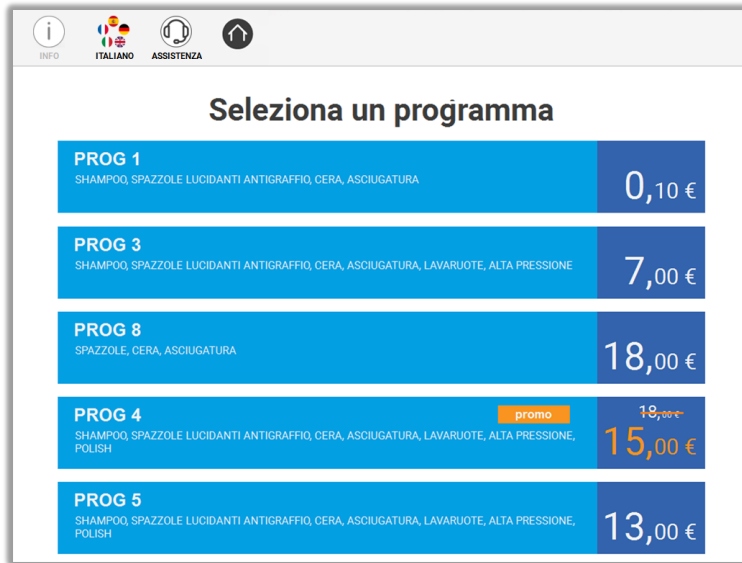 i
INFO
ITALIANO
ASSISTENZA
Seleziona un programma
PROG 1
SHAMPOO, SPAZZOLE LUCIDANTI ANTIGRAFFIO, CERA, ASCIUGATURA
0,10 €
PROG 3
SHAMPOO, SPAZZOLE LUCIDANTI ANTIGRAFFIO, CERA, ASCIUGATURA, LAVARUOTE, ALTA PRESSIONE
7,00 €
PROG 8
SPAZZOLE, CERA, ASCIUGATURA
18,00 €
PROG 4
promo
18,00 €
SHAMPOO, SPAZZOLE LUCIDANTI ANTIGRAFFIO, CERA, ASCIUGATURA, LAVARUOTE, ALTA PRESSIONE,
POLISH
15,00 €
PROG 5
SHAMPOO, SPAZZOLE LUCIDANTI ANTIGRAFFIO, CERA, ASCIUGATURA, LAVARUOTE, ALTA PRESSIONE,
POLISH
13,00 €